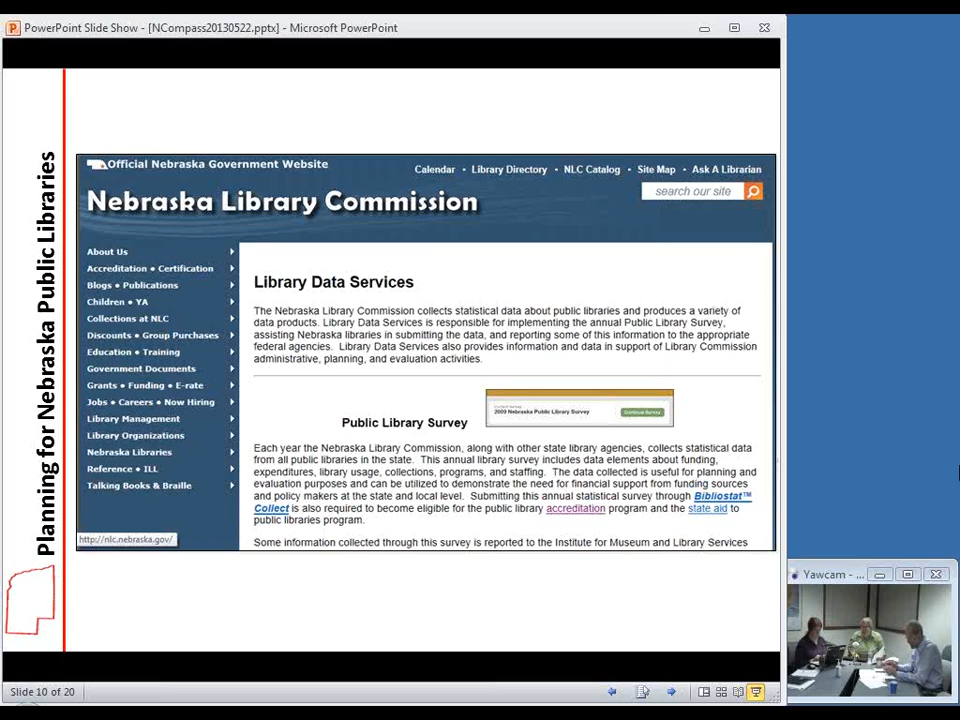 PowerPoint Slide Show - [NCompass20130522.pptx] - Microsoft PowerPoint
Planning for Nebraska Public Libraries
Official Nebraska Government Website
Calendar • Library Directory • NLC Catalog • Site Map • Ask A Librarian
Nebraska Library Commission
search our site
About Us
Accreditation • Certification
Blogs • Publications
Children • YA
Collections at NLC
Discounts • Group Purchases
Education • Training
Government Documents
Grants • Funding • E-rate
Jobs • Careers • Now Hiring
Library Management
Library Organizations
Nebraska Libraries
Reference • ILL
Talking Books & Braille
http://nlc.nebraska.gov/
Library Data Services
The Nebraska Library Commission collects statistical data about public libraries and produces a variety of
data products. Library Data Services is responsible for implementing the annual Public Library Survey,
assisting Nebraska libraries in submitting the data, and reporting some of this information to the appropriate
federal agencies. Library Data Services also provides information and data in support of Library Commission
administrative, planning, and evaluation activities.
2009 Nebraska Public Library Survey
Continue Survey
Public Library Survey
Each year the Nebraska Library Commission, along with other state library agencies, collects statistical data
from all public libraries in the state. This annual library survey includes data elements about funding,
expenditures, library usage, collections, programs, and staffing. The data collected is useful for planning and
evaluation purposes and can be utilized to demonstrate the need for financial support from funding sources
and policy makers at the state and local level. Submitting this annual statistical survey through Bibliostat™
Collect is also required to become eligible for the public library accreditation program and the state aid to
public libraries program.
Some information collected through this survey is reported to the Institute for Museum and Library Services
Yawcam - ...
Slide 10 of 20